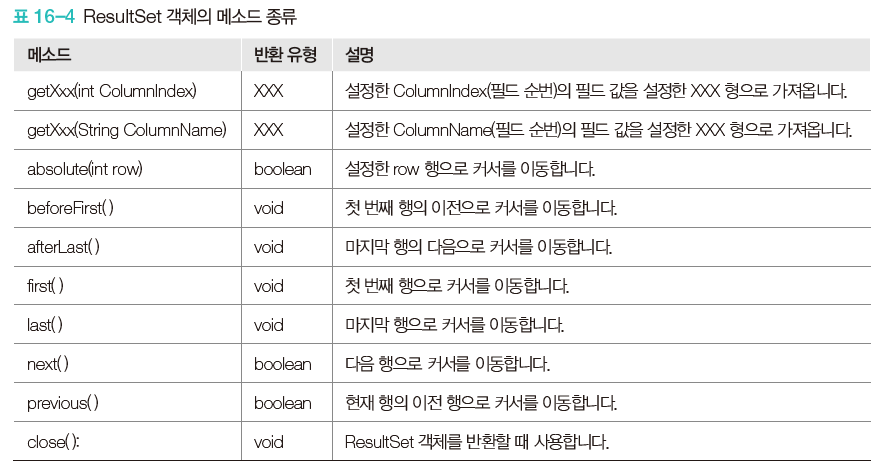 표 16-4 ResultSet 객체의 메소드 종류
메소드 반환 유형 설명
getXxx(int ColumnIndex) XXX 설정한 ColumnIndex(필드 순번)의 필드 값을 설정한 XXX 형으로 가져옵니다.
getXxx(String ColumnName) XXX 설정한 ColumnName(필드 순번)의 필드 값을 설정한 XXX 형으로 가져옵니다.
absolute(int row) boolean 설정한 row 행으로 커서를 이동합니다.
beforeFirst( ) void 첫 번째 행의 이전으로 커서를 이동합니다.
afterLast( ) void 마지막 행의 다음으로 커서를 이동합니다.
first( ) void 첫 번째 행으로 커서를 이동합니다.
last( ) void 마지막 행으로 커서를 이동합니다.
next( ) boolean 다음 행으로 커서를 이동합니다.
previous( ) boolean 현재 행의 이전 행으로 커서를 이동합니다.
close( ): void ResultSet 객체를 반환할 때 사용합니다.